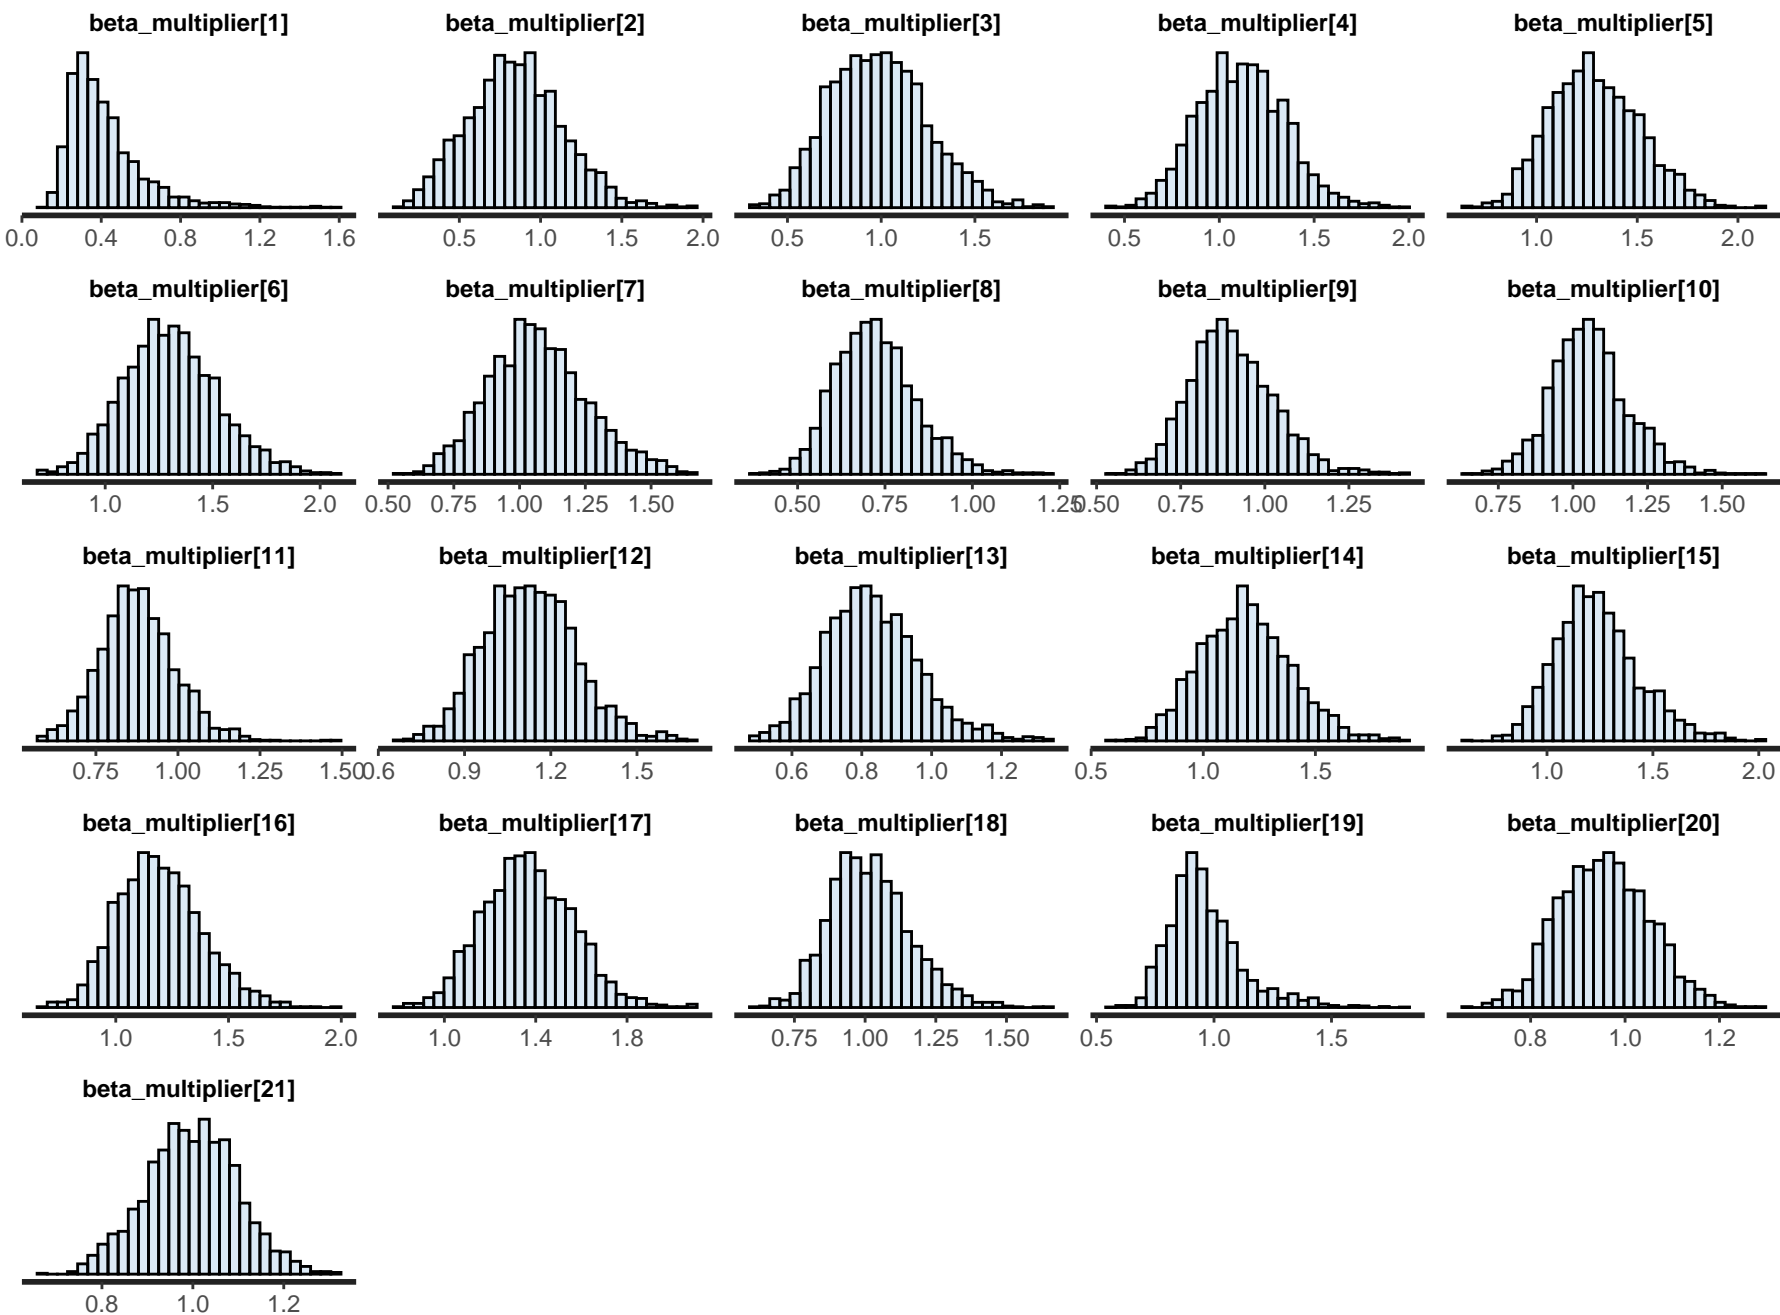 beta_multiplier[1] beta_multiplier[2] beta_multiplier[3] beta_multiplier[4] beta_multiplier[5]
0.0 0.4 0.8 1.2 1.6 0.5 1.0 1.5 2.0 0.5 1.0 1.5 0.5 1.0 1.5 2.0 1.0 1.5 2.0
beta_multiplier[6] beta_multiplier[7] beta_multiplier[8] beta_multiplier[9] beta_multiplier[10]
1.0 1.5 2.0 0.50 0.75 1.00 1.25 1.50 0.50 0.75 1.00 1.25 0.50 0.75 1.00 1.25 0.75 1.00 1.25 1.50
beta_multiplier[11] beta_multiplier[12] beta_multiplier[13] beta_multiplier[14] beta_multiplier[15]
0.75 1.00 1.25 1.50 0.6 0.9 1.2 1.5 0.6 0.8 1.0 1.2 0.5 1.0 1.5 1.0 1.5 2.0
beta_multiplier[16] beta_multiplier[17] beta_multiplier[18] beta_multiplier[19] beta_multiplier[20]
1.0 1.5 2.0 1.0 1.4 1.8 0.75 1.00 1.25 1.50 0.5 1.0 1.5 0.8 1.0 1.2
beta_multiplier[21]
0.8 1.0 1.2